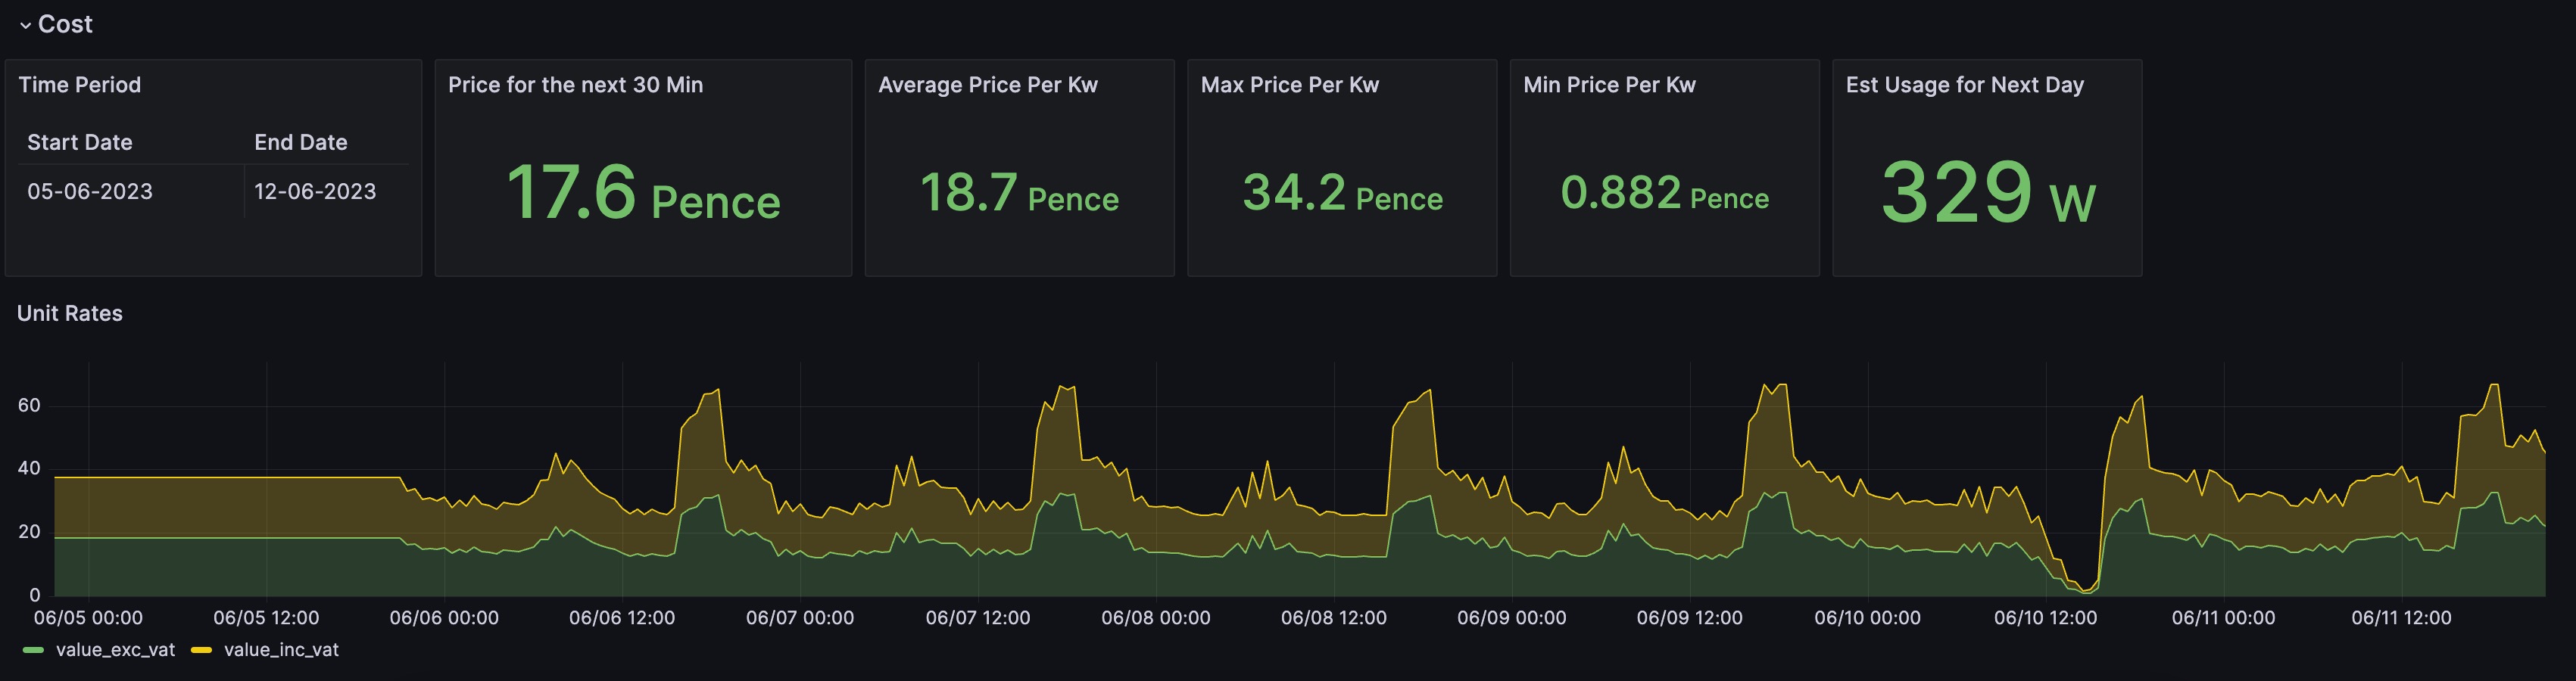 Cost
Time Period
Start Date End Date
05-06-2023 12-06-2023
Price for the next 30 Min
17.6 Pence
Average Price Per Kw
18.7 Pence
Max Price Per Kw
34.2 Pence
Min Price Per Kw
0.882 Pence
Est Usage for Next Day
329 W
Unit Rates
60
40
20
0
06/05 00:00 06/05 12:00 06/06 00:00 06/06 12:00 06/07 00:00 06/07 12:00 06/08 00:00 06/08 12:00 06/09 00:00 06/09 12:00 06/10 00:00 06/10 12:00 06/11 00:00 06/11 12:00
value_exc_vat value_inc_vat